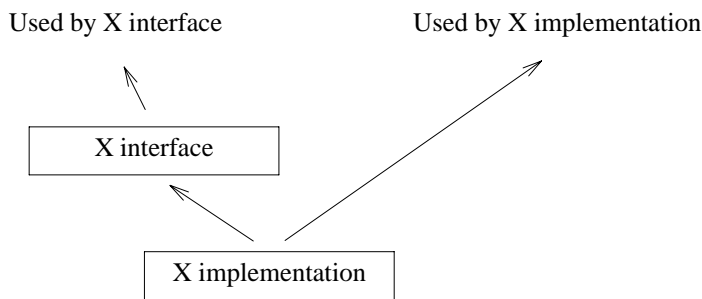 Used by X interface
Used by X implementation
X interface
X implementation